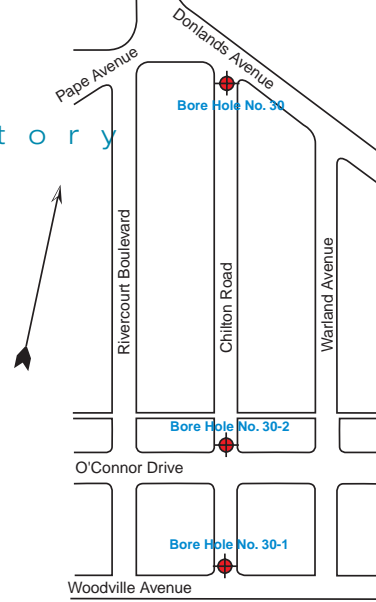 Donlands Avenue
Pape Avenue
Bore Hole No. 30
tory
Rivercourt Boulevard
Chilton Road
Warland Avenue
Bore Hole No. 30-2
O'Connor Drive
Bore Hole No. 30-1
Woodville Avenue